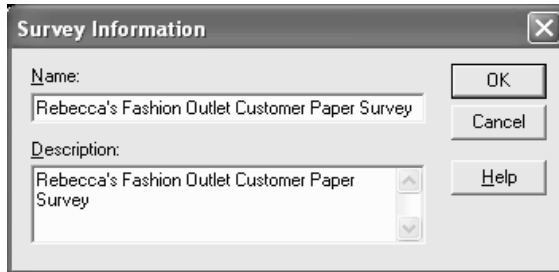 Survey Information
Name:
Rebecca's Fashion Outlet Customer Paper Survey
Description:
Rebecca's Fashion Outlet Customer Paper
Survey
OK
Cancel
Help